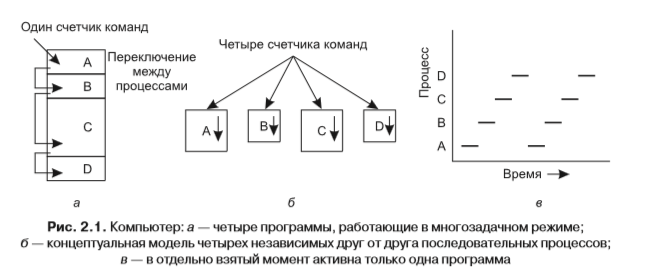 Один счетчик команд
Переключение
между
процессами
A
B
C
D
а
Четыре счетчика команд
A
B
C
D
б
Процесс
D
C
B
A
Время
в
Рис. 2.1. Компьютер: а — четыре программы, работающие в многозадачном режиме;
б — концептуальная модель четырех независимых друг от друга последовательных процессов;
в — в отдельно взятый момент активна только одна программа